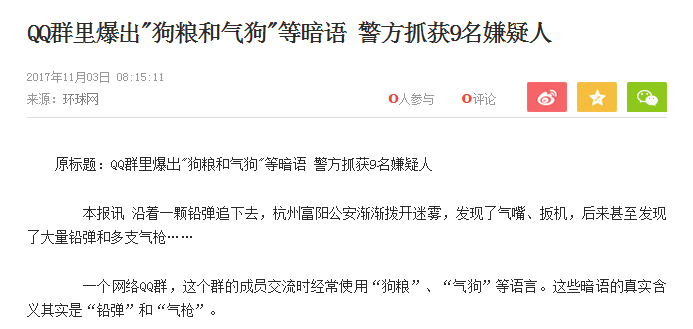 QQ群里爆出"狗粮和气狗"等暗语 警方抓获9名嫌疑人
2017年11月03日 08:15:11
来源：环球网
0人参与 0评论
原标题：QQ群里爆出"狗粮和气狗"等暗语 警方抓获9名嫌疑人
本报讯 沿着一颗铅弹追下去，杭州富阳公安渐渐拨开迷雾，发现了气嘴、扳机，后来甚至发现
了大量铅弹和多支气枪……
一个网络QQ群，这个群的成员交流时经常使用“狗粮”、“气狗”等语言。这些暗语的真实含
义其实是“铅弹”和“气枪”。